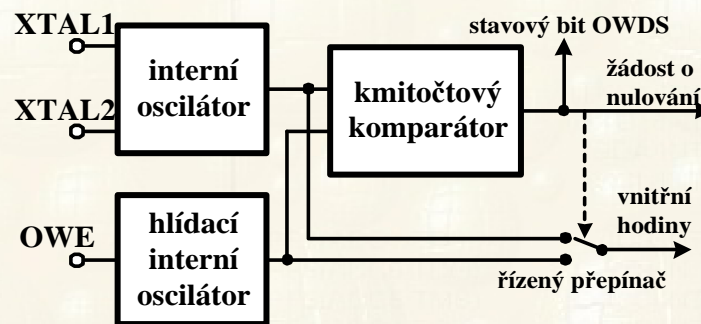 XTAL1
XTAL2
OWE
interní
oscilátor
hlídací
interní
oscilátor
kmitočtový
komparátor
stavový bit OWDS
žádost o
nulování
vnitřní
hodiny
řízený přepínač